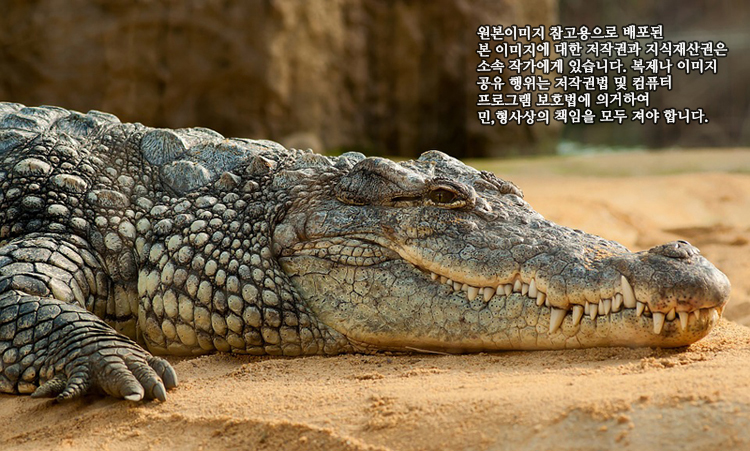 원본이미지 참고용으로 배포된
본 이미지에 대한 저작권과 지식재산권은
소속 작가에게 있습니다. 복제나 이미지
공유 행위는 저작권법 및 컴퓨터
프로그램 보호법에 의거하여
민,형사상의 책임을 모두 져야 합니다.